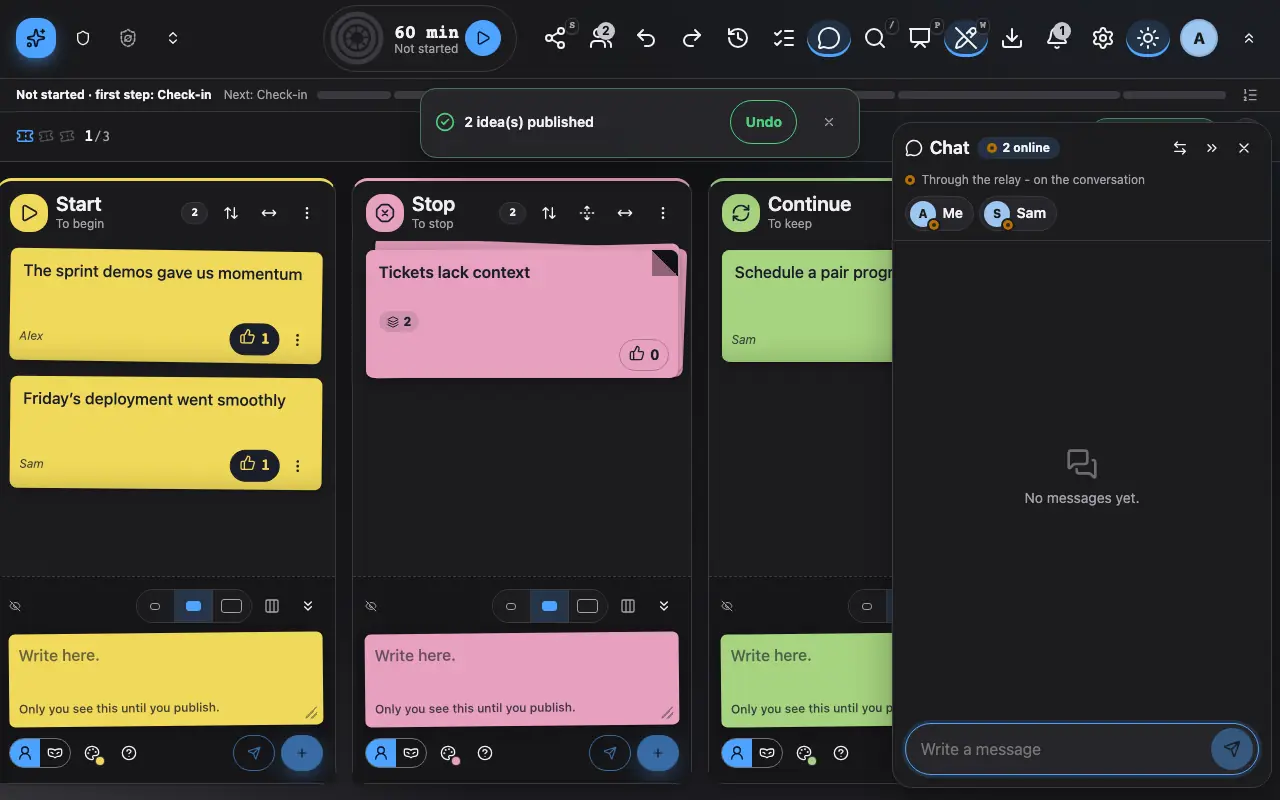 60 min
Not started
S
2
/
P
W
1
A
Not started · first step: Check-in
Next: Check-in
2 idea(s) published
Undo
1/3
Chat
2 online
Through the relay - on the conversation
A Me
S Sam
Start
To begin
2
Stop
To stop
2
Continue
To keep
The sprint demos gave us momentum
Alex
1
Friday’s deployment went smoothly
Sam
1
Tickets lack context
2
0
Schedule a pair progr
Sam
No messages yet.
Write here.
Only you see this until you publish.
Write here.
Only you see this until you publish.
Write here.
Only you see this until you p
Write a message